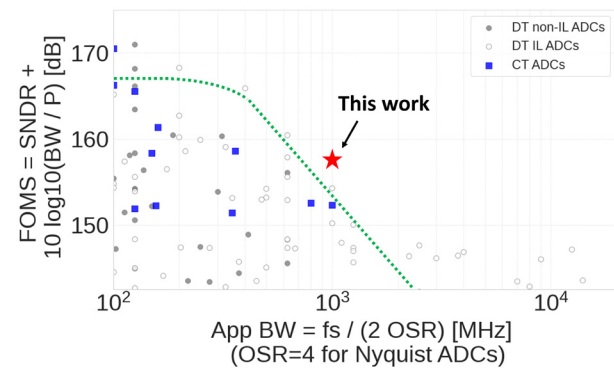 DT non-IL ADCs
DT IL ADCs
CT ADCs
This work
FOMS = SNDR +
10 log10(BW / P) [dB]
170
160
150
10²
10³
10⁴
App BW = fs / (2 OSR) [MHz]
(OSR=4 for Nyquist ADCs)